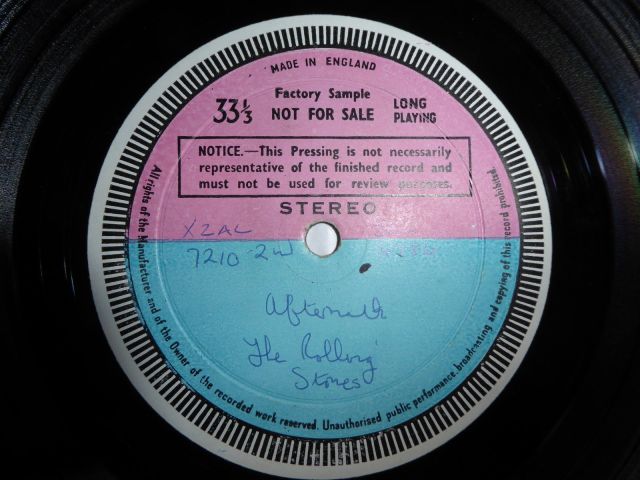 MADE IN ENGLAND
Factory Sample
33⅓ NOT FOR SALE LONG PLAYING
NOTICE.—This Pressing is not necessarily
representative of the finished record and
must not be used for review purposes.
STEREO
XZAL
7210-2W
Aftermath
The Rolling
Stones
All rights of the Manufacturer and of the Owner of the recorded work reserved. Unauthorised public performance, broadcasting and copying of this record prohibited.